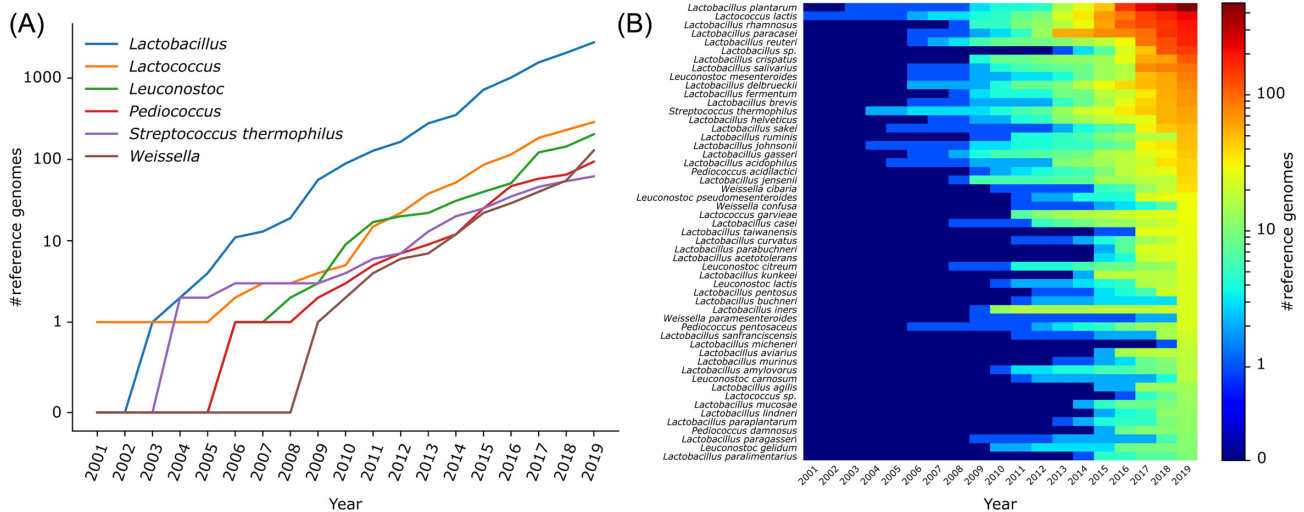 (A)
Lactobacillus
Lactococcus
Leuconostoc
Pediococcus
Streptococcus thermophilus
Weissella
#reference genomes
1000
100
10
1
0
2001
2002
2003
2004
2005
2006
2007
2008
2009
2010
2011
2012
2013
2014
2015
2016
2017
2018
2019
Year
(B)
Lactobacillus plantarum
Lactococcus lactis
Lactobacillus rhamnosus
Lactobacillus paracasei
Lactobacillus reuteri
Lactobacillus sp.
Lactobacillus crispatus
Lactobacillus salivarius
Leuconostoc mesenteroides
Lactobacillus delbrueckii
Lactobacillus fermentum
Lactobacillus brevis
Streptococcus thermophilus
Lactobacillus helveticus
Lactobacillus sakei
Lactobacillus ruminis
Lactobacillus johnsonii
Lactobacillus gasseri
Lactobacillus acidophilus
Pediococcus acidilactici
Lactobacillus jensenii
Weissella cibaria
Leuconostoc pseudomesenteroides
Weissella confusa
Lactococcus garvieae
Lactobacillus casei
Lactobacillus taiwanensis
Lactobacillus curvatus
Lactobacillus parabuchneri
Lactobacillus acetotolerans
Leuconostoc citreum
Lactobacillus kunkeei
Leuconostoc lactis
Lactobacillus pentosus
Lactobacillus buchneri
Lactobacillus iners
Weissella paramesenteroides
Pediococcus pentosaceus
Lactobacillus sanfranciscensis
Lactobacillus micheneri
Lactobacillus aviarius
Lactobacillus murinus
Lactobacillus amylovorus
Leuconostoc carnosum
Lactobacillus agilis
Lactococcus sp.
Lactobacillus mucosae
Lactobacillus lindneri
Lactobacillus paraplantarum
Pediococcus damnosus
Lactobacillus paragasseri
Leuconostoc gelidum
Lactobacillus paralimentarius
2001
2002
2003
2004
2005
2006
2007
2008
2009
2010
2011
2012
2013
2014
2015
2016
2017
2018
2019
Year
100
10
1
0
#reference genomes